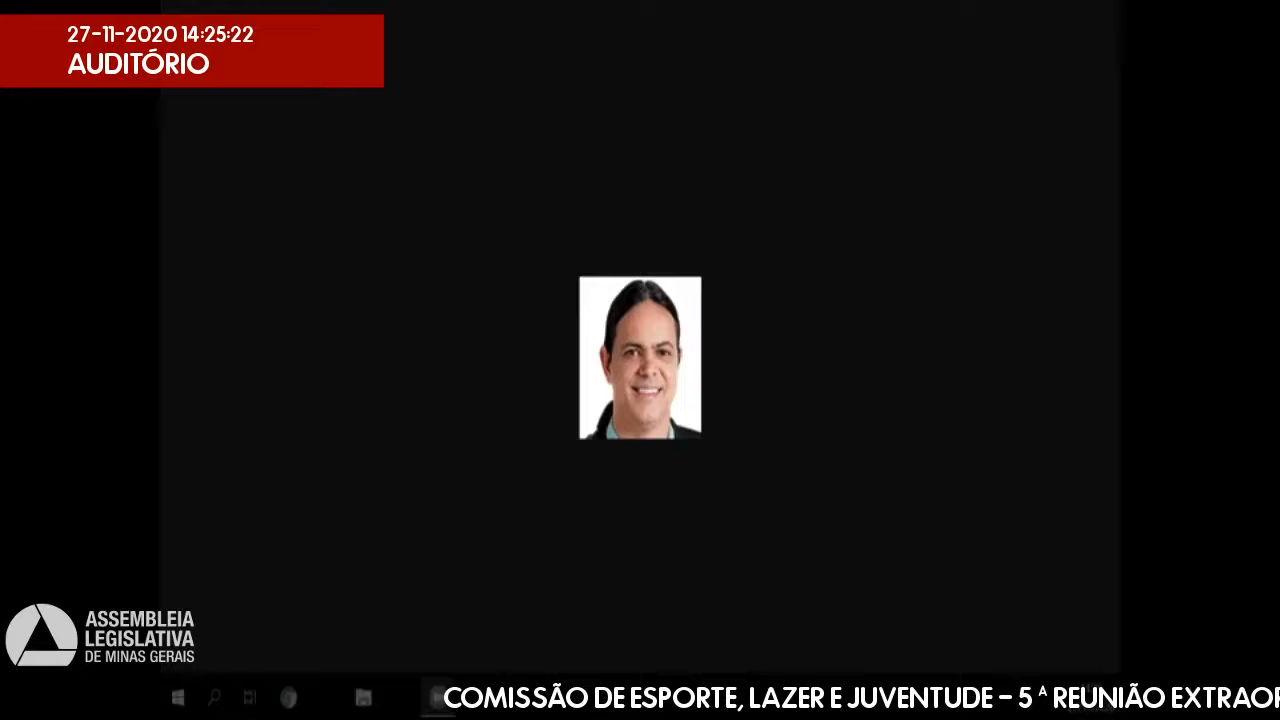 27-11-2020 14:25:22
AUDITÓRIO
ASSEMBLEIA
LEGISLATIVA
DE MINAS GERAIS
COMISSÃO DE ESPORTE, LAZER E JUVENTUDE - 5 ª REUNIÃO EXTRAOR